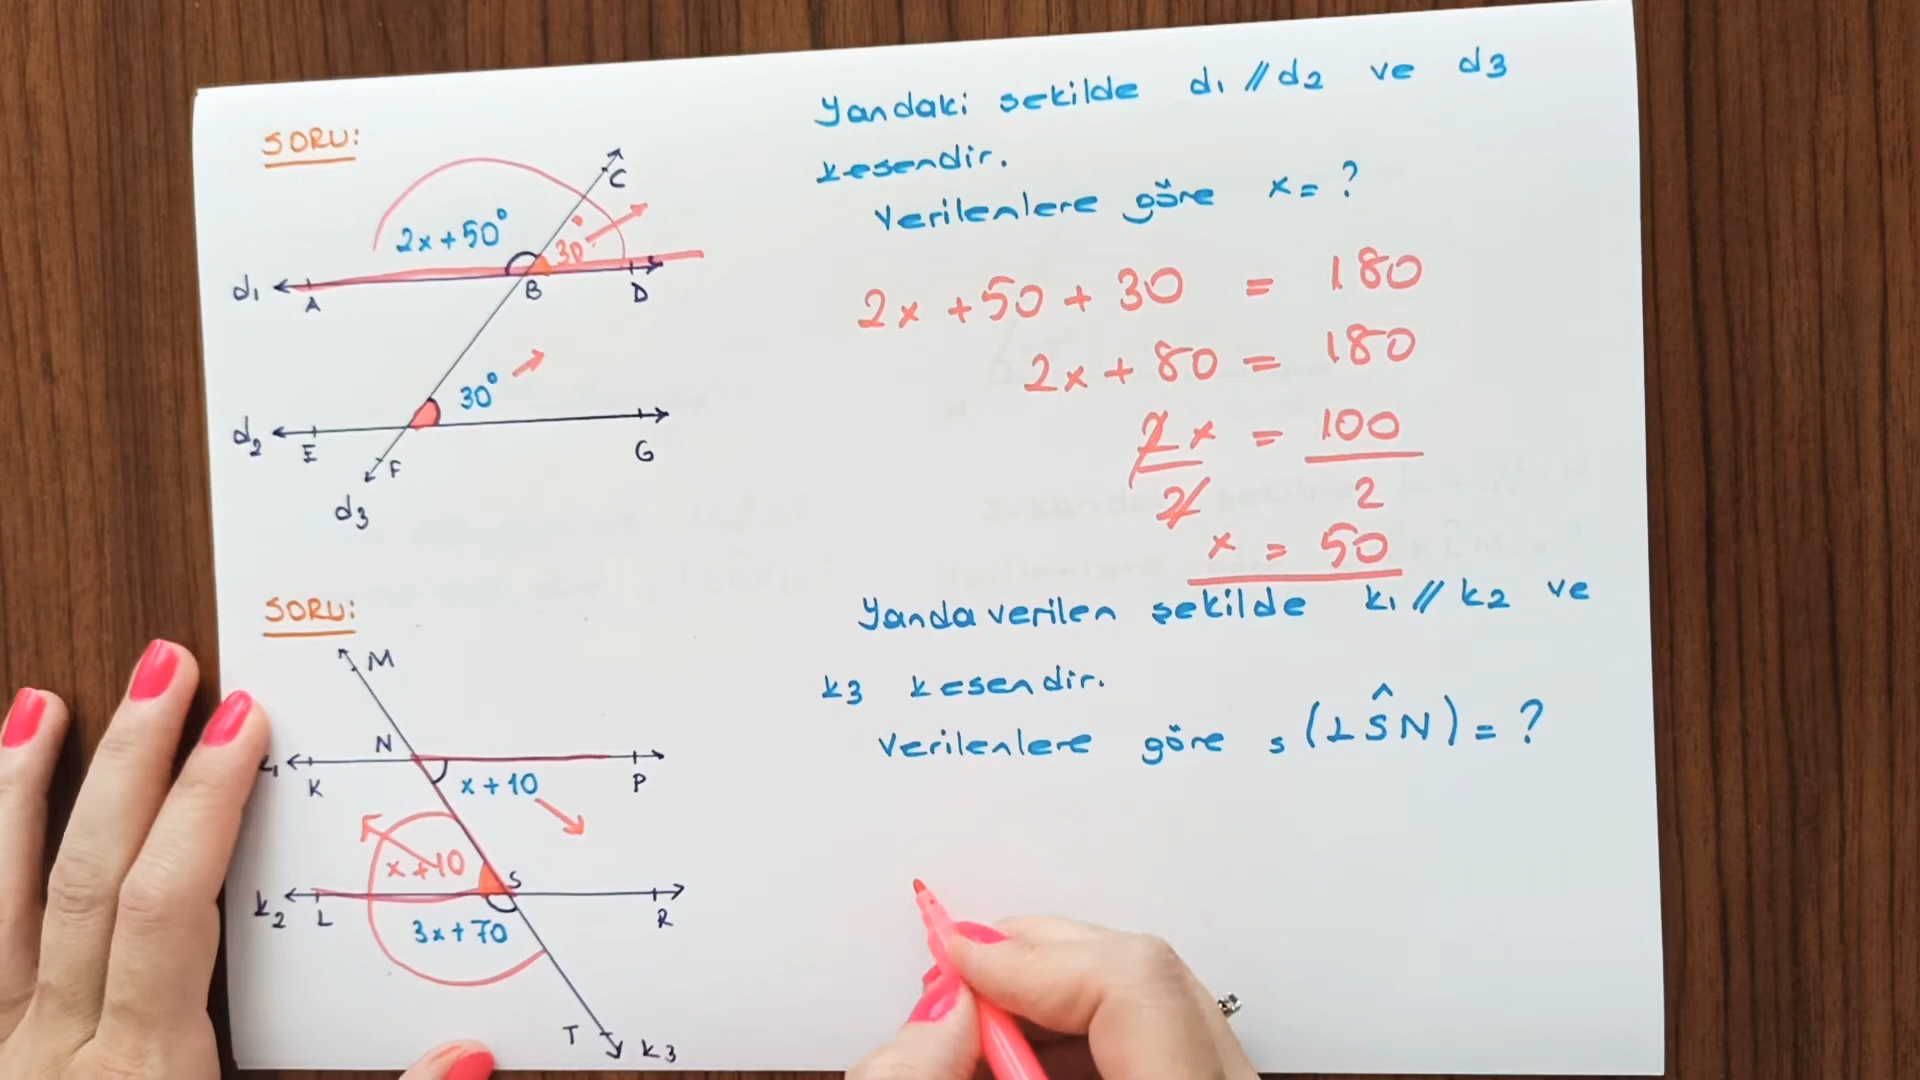 SORU:
Yandaki şekilde d1 // d2 ve d3
kesendir.
Verilenlere göre x = ?
C
2x+50°
30°
d1
A
B
D
30°
d2
E
F
G
d3
2x + 50 + 30 = 180
2x + 80 = 180
2x = 100
2 2
x = 50
SORU:
Yanda verilen şekilde k1 // k2 ve
k3 kesendir.
Verilenlere göre s(LŜN) = ?
M
N
K
x + 10
P
x + 10
S
k2
L
3x + 70
R
T
k3